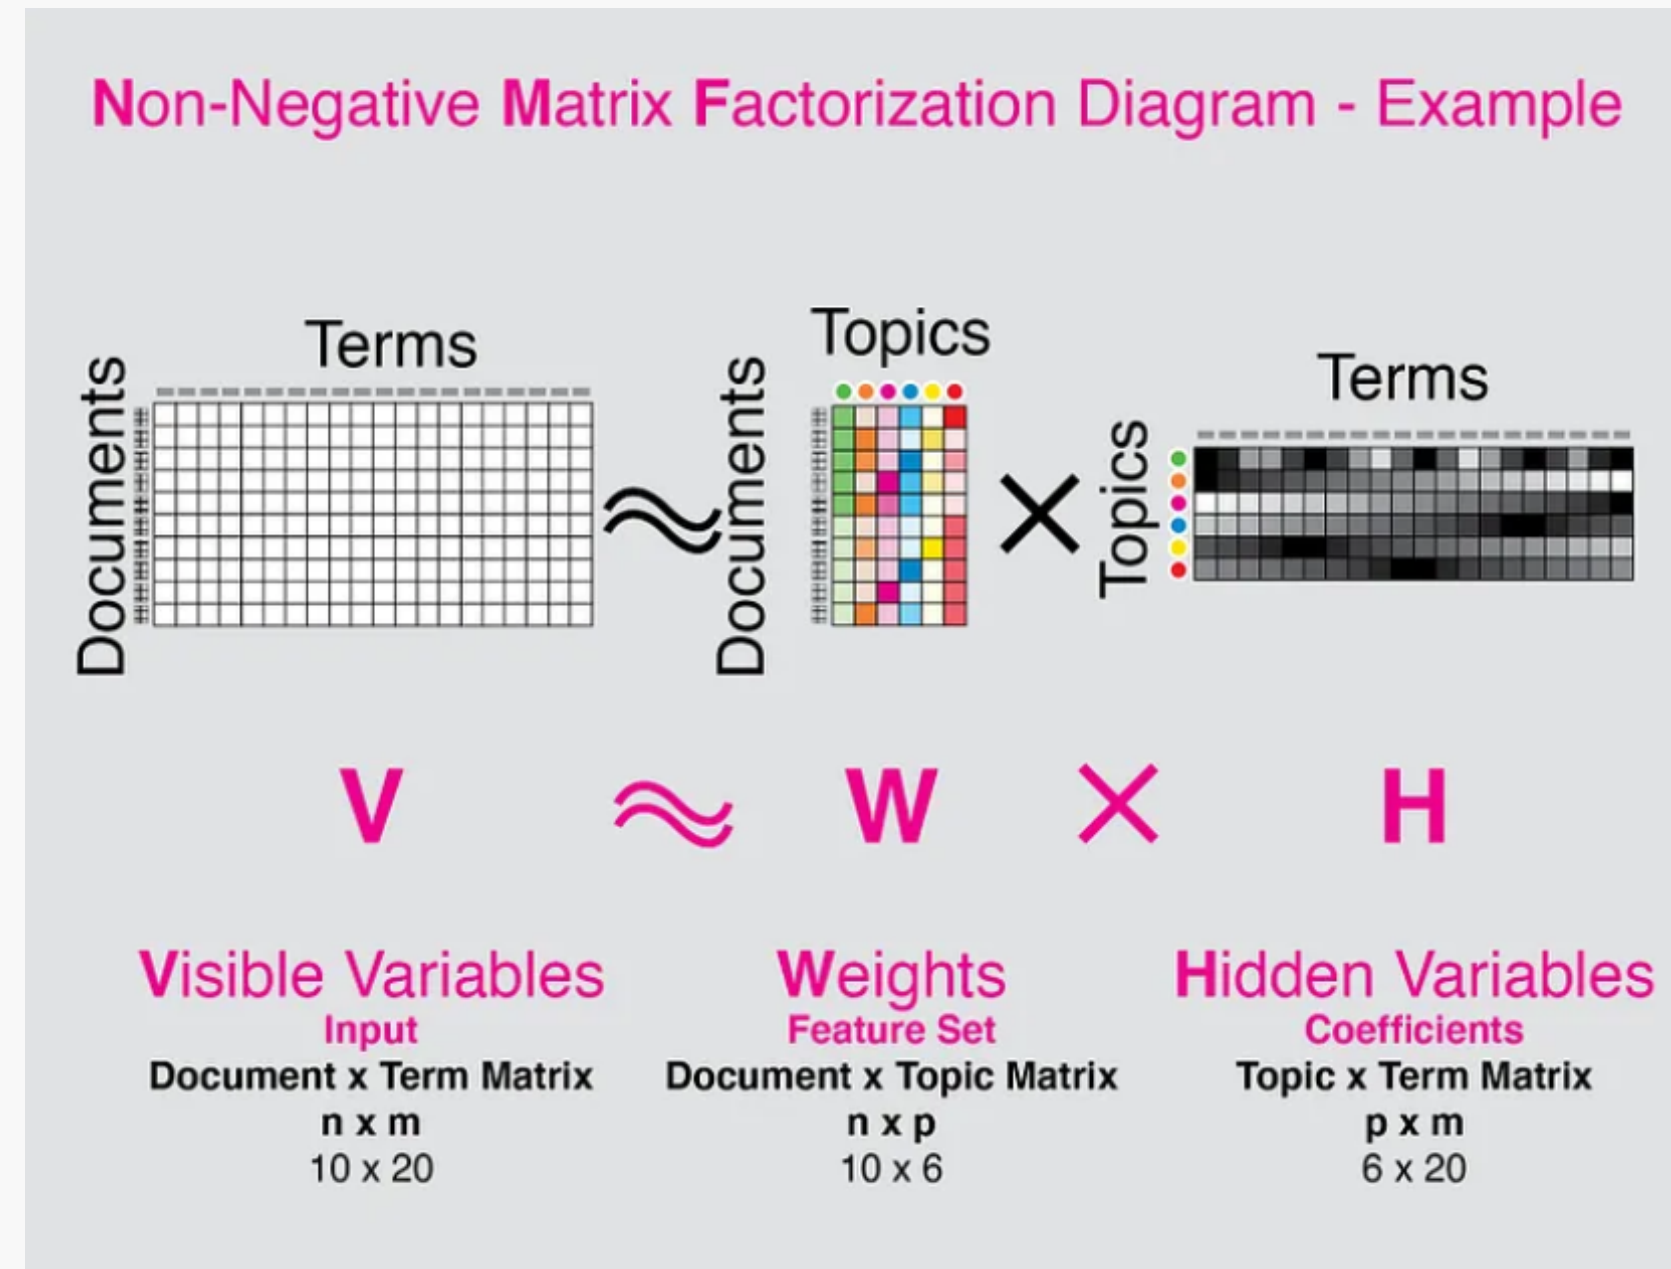 Non-Negative Matrix Factorization Diagram - Example
Terms
Documents
≈
Topics
Documents
×
Terms
Topics
V ≈ W × H
Visible Variables
Input
Document x Term Matrix
n x m
10 x 20
Weights
Feature Set
Document x Topic Matrix
n x p
10 x 6
Hidden Variables
Coefficients
Topic x Term Matrix
p x m
6 x 20